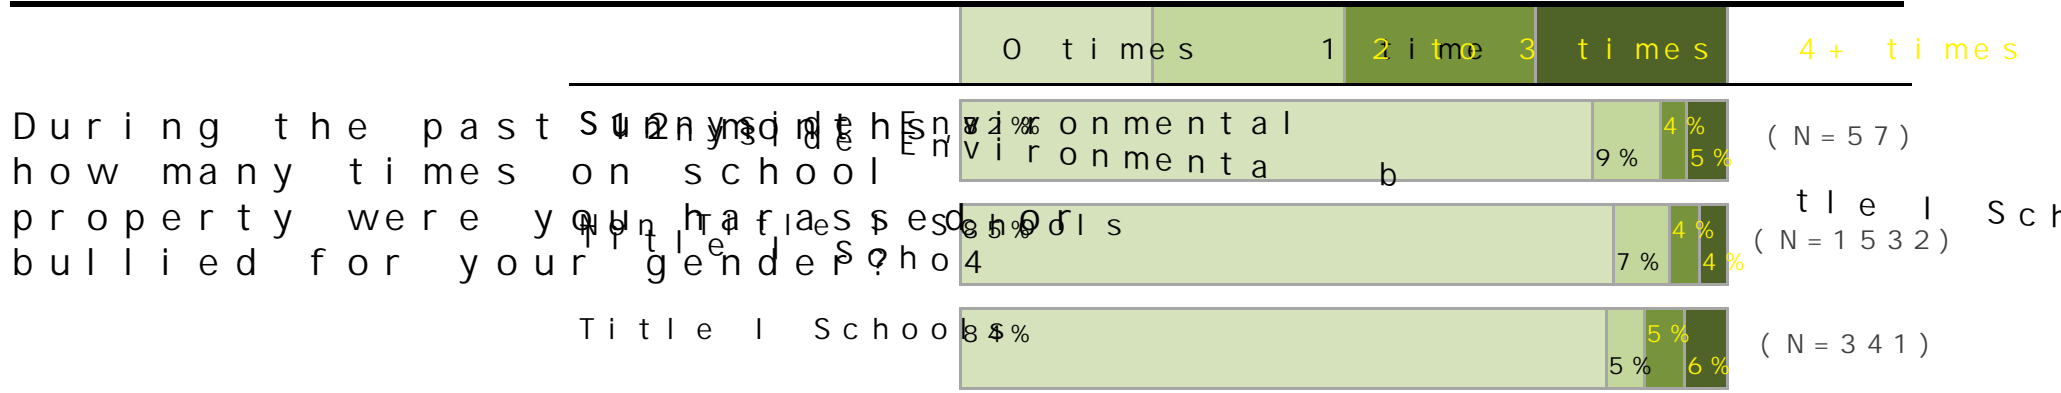 0 times 1 time 2 to 3 times 4+ times
During the past 12 months,
how many times on school
property were you harassed or
bullied for your gender?
Sunnyside Environmental
82% 9% 4% 5% (N=57)
Non Title I Schools
85% 7% 4% 4% (N=1532)
Title I Schools
84% 5% 5% 6% (N=341)